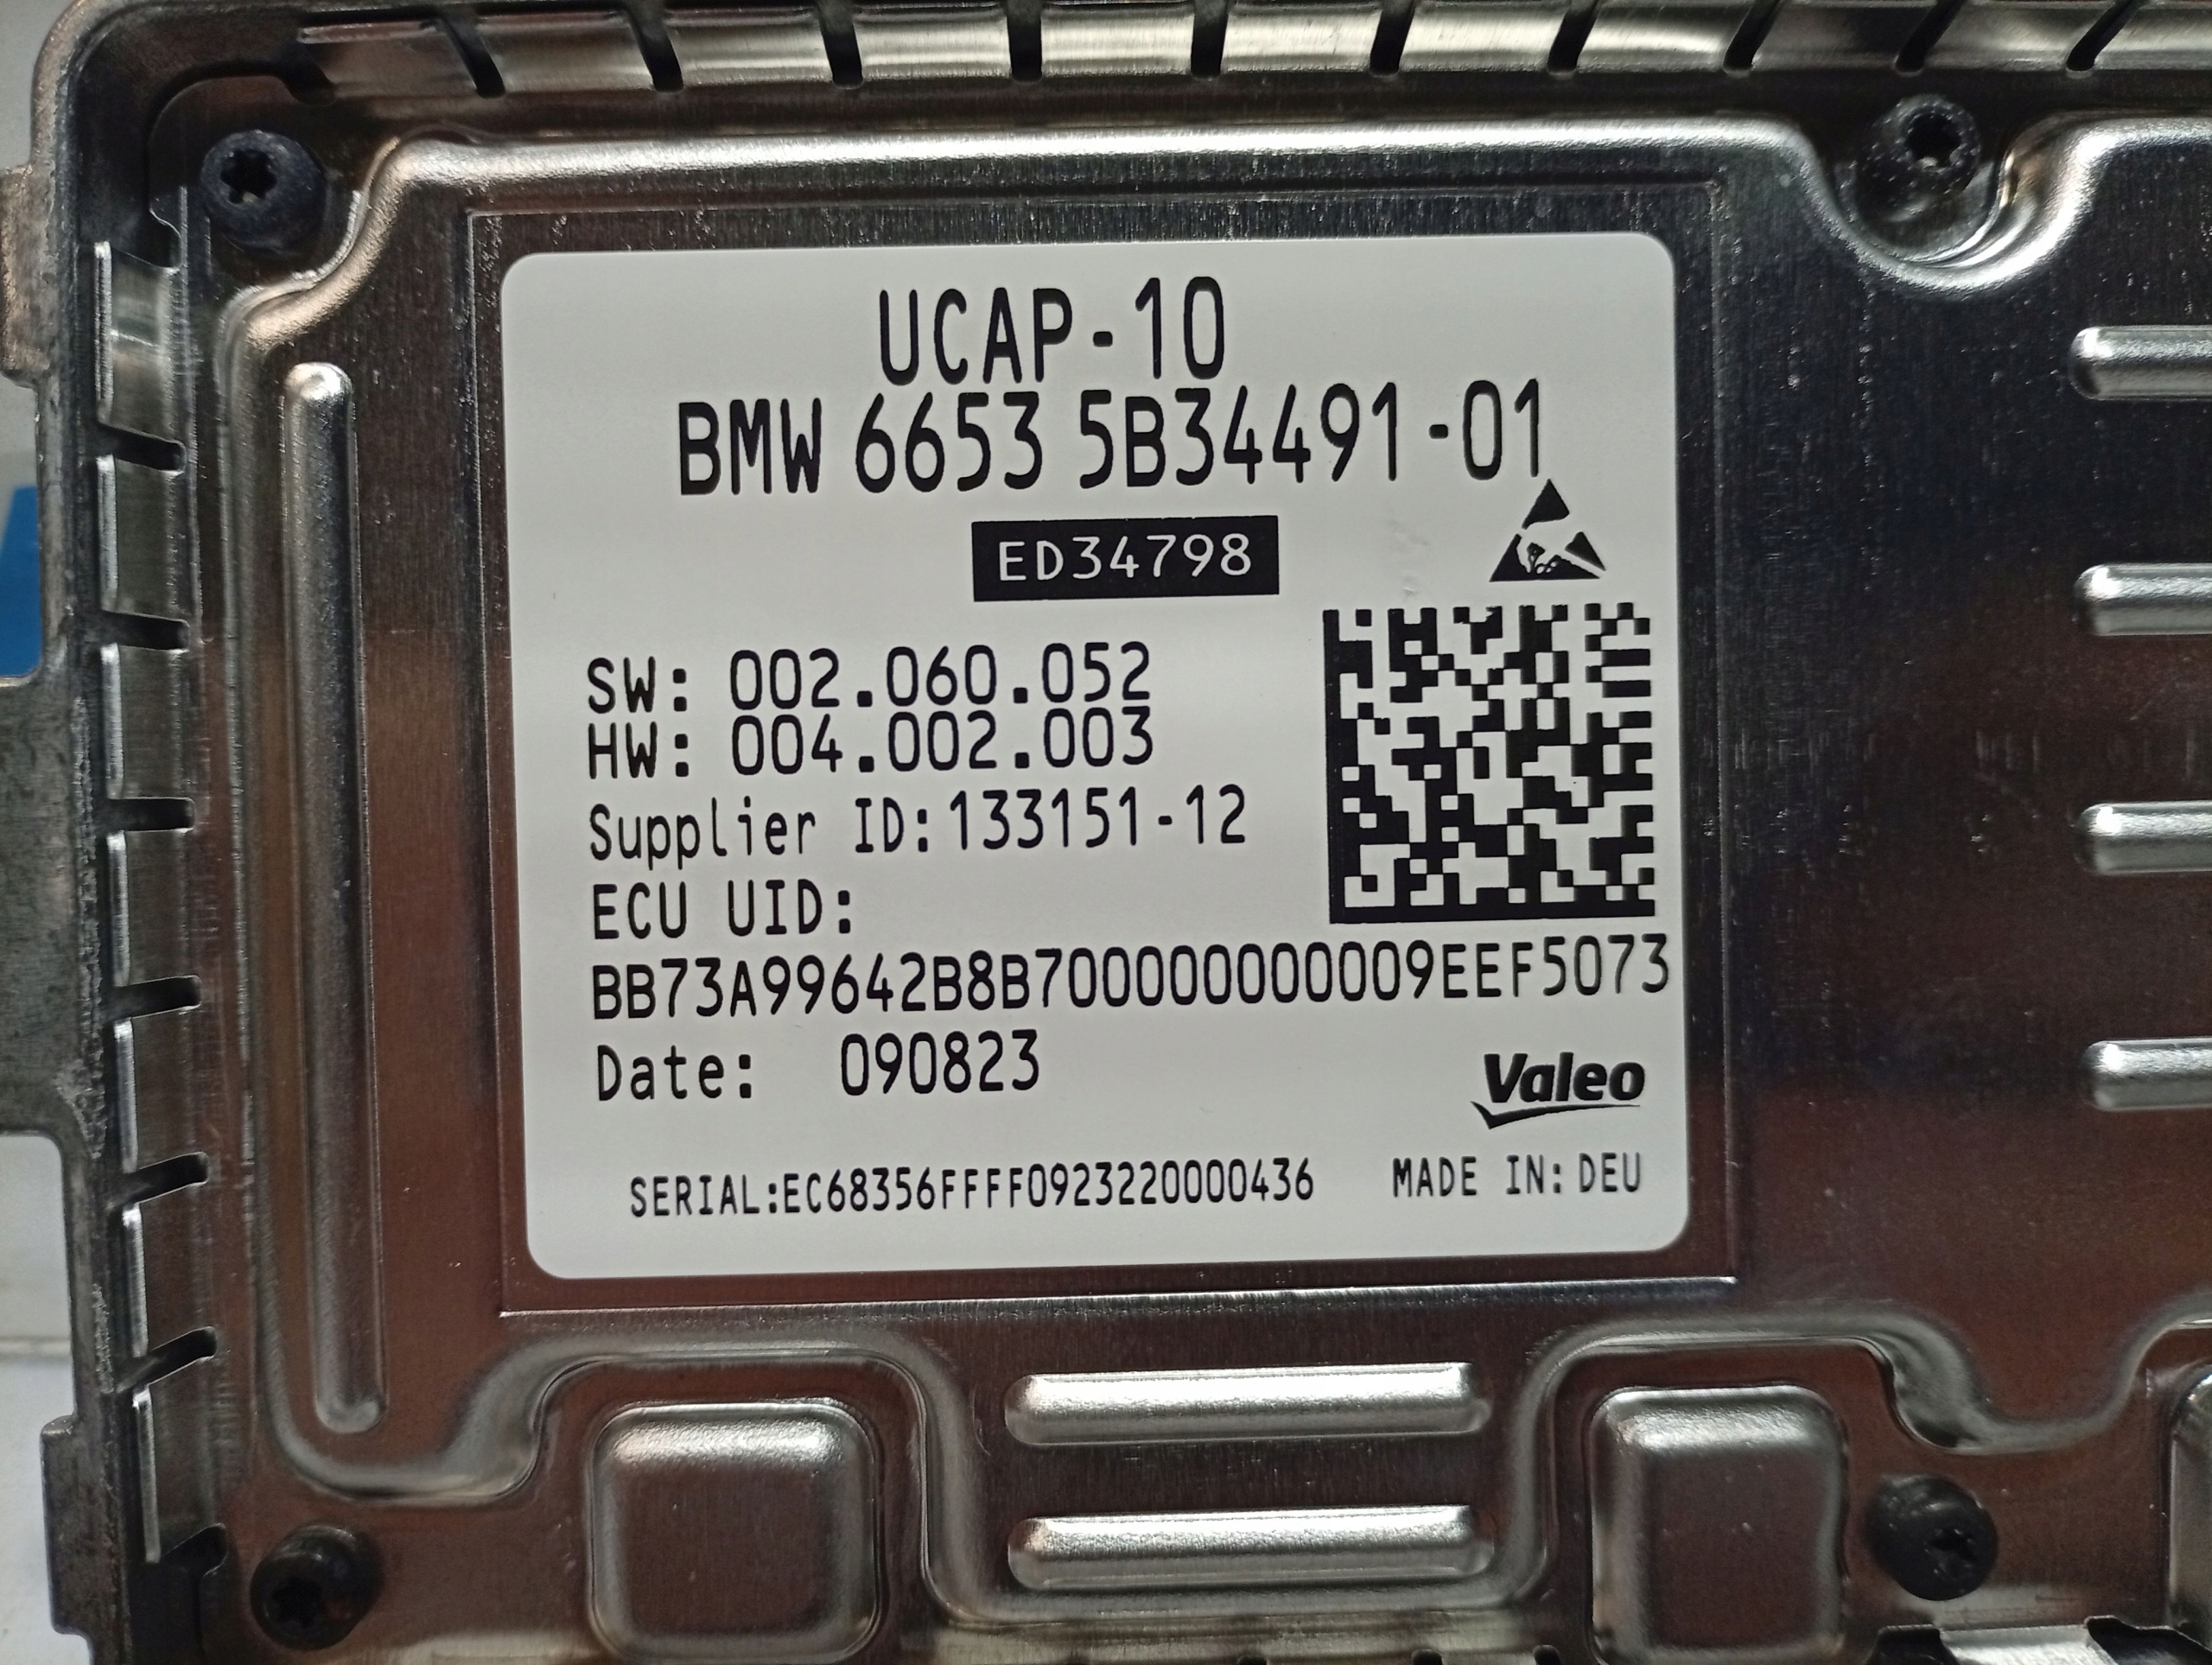 UCAP-10
BMW 6653 5B34491-01
ED34798
SW: 002.060.052
HW: 004.002.003
Supplier ID:133151-12
ECU UID:
BB73A99642B8B700000000009EEF5073
Date: 090823
Valeo
SERIAL:EC68356FFFF0923220000436 MADE IN: DEU